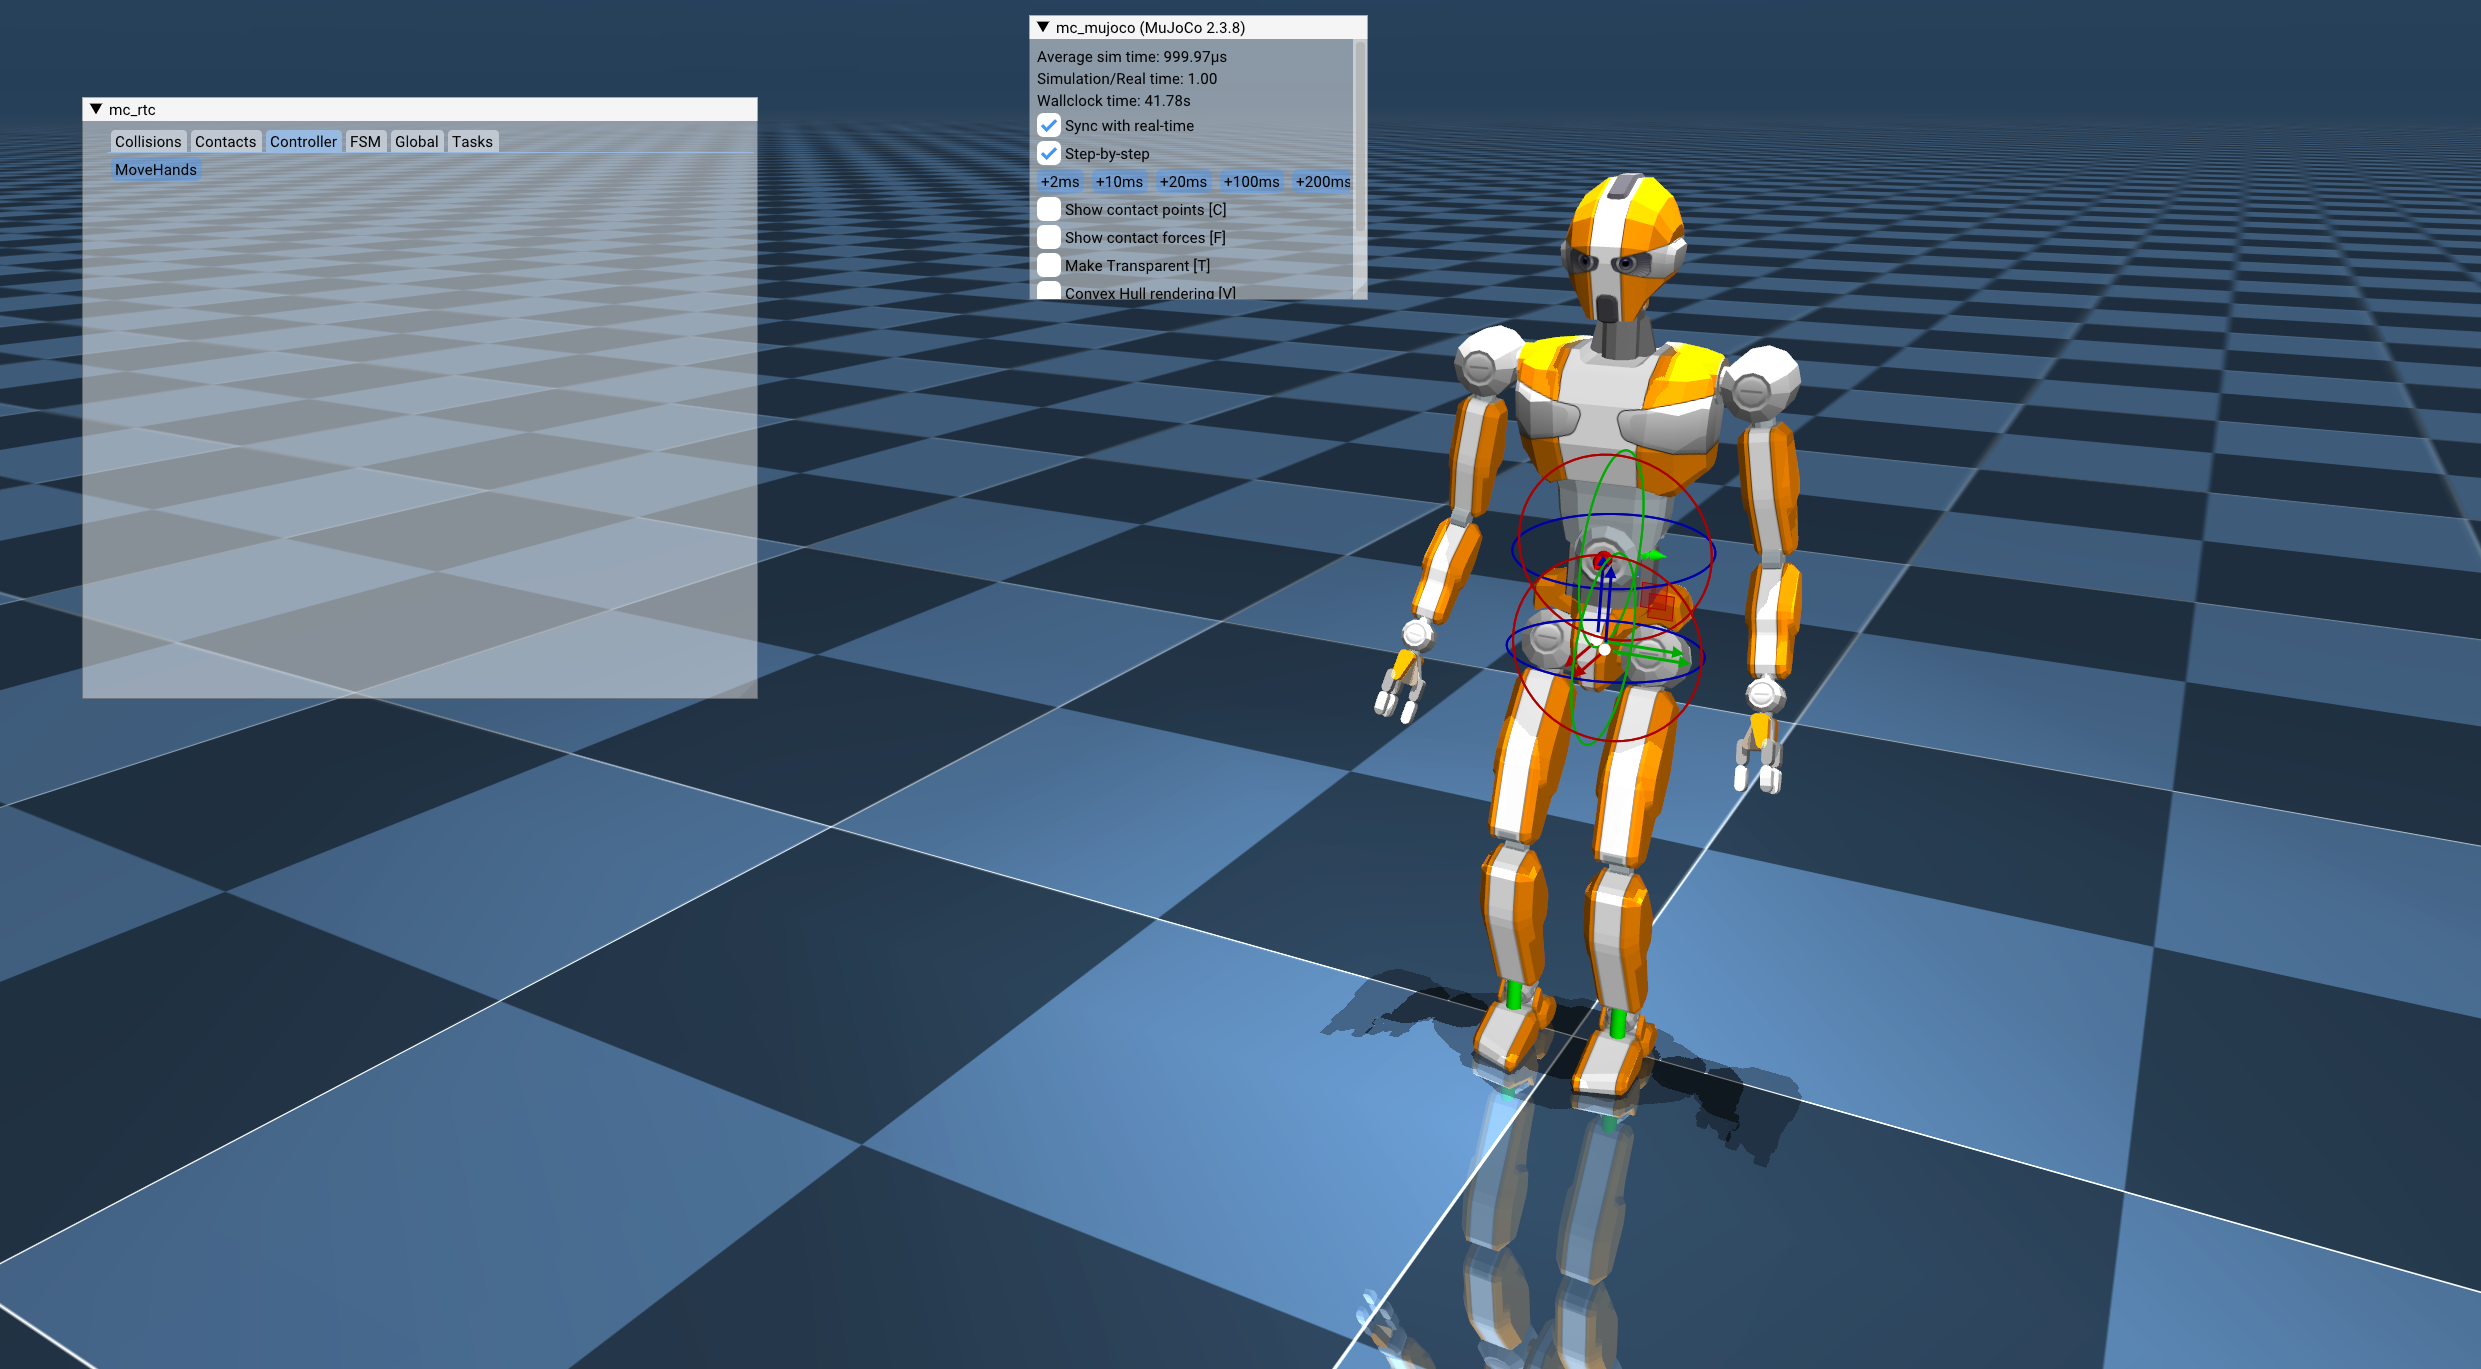 mc_mujoco (MuJoCo 2.3.8)
Average sim time: 999.97µs
Simulation/Real time: 1.00
Wallclock time: 41.78s
Sync with real-time
Step-by-step
+2ms +10ms +20ms +100ms +200ms
Show contact points [C]
Show contact forces [F]
Make Transparent [T]
Convex Hull rendering [V]
mc_rtc
Collisions Contacts Controller FSM Global Tasks
MoveHands